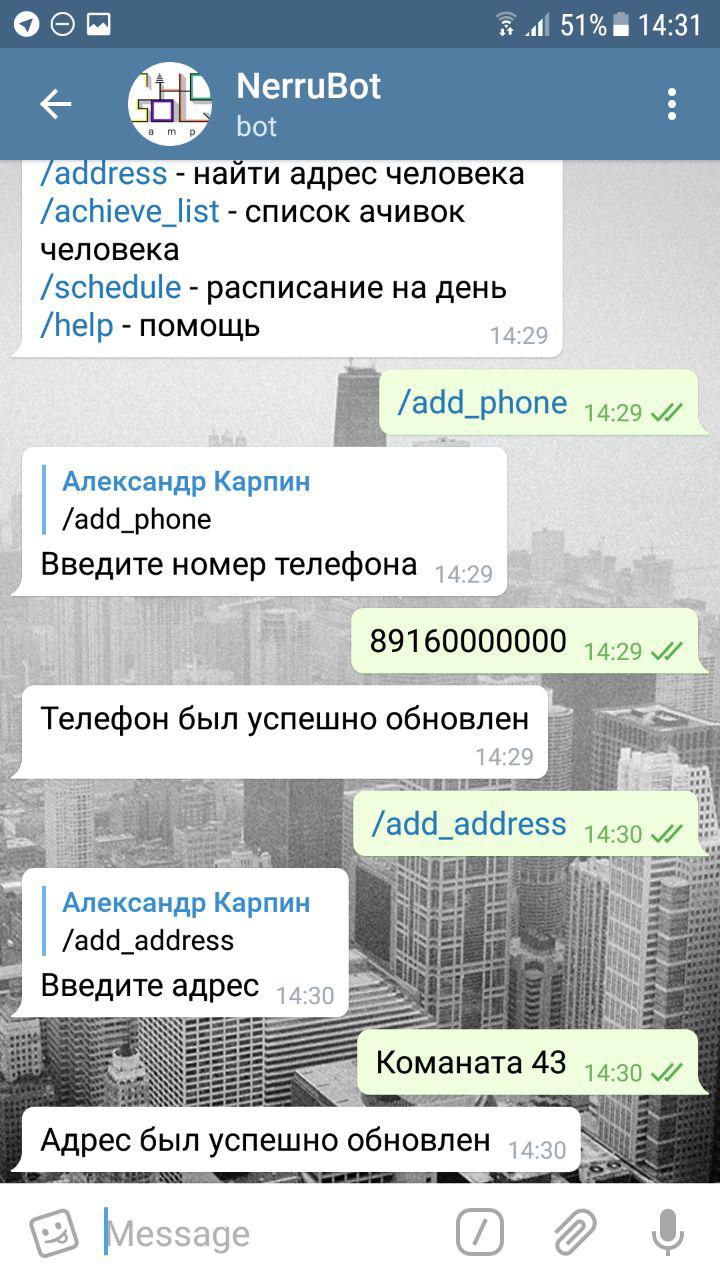 51% 14:31
NerruBot
bot
/address - найти адрес человека
/achieve_list - список ачивок
человека
/schedule - расписание на день
/help - помощь
14:29
/add_phone 14:29
Александр Карпин
/add_phone
Введите номер телефона 14:29
89160000000 14:29
Телефон был успешно обновлен
14:29
/add_address 14:30
Александр Карпин
/add_address
Введите адрес 14:30
Команата 43 14:30
Адрес был успешно обновлен 14:30
Message